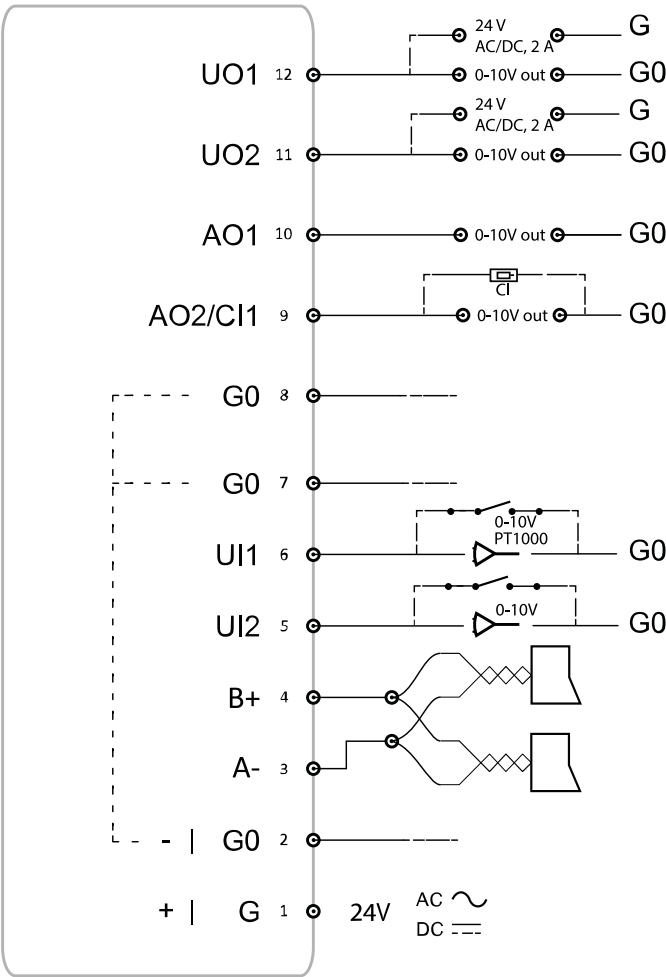 24 V
AC/DC, 2 A
G
UO1 12 0-10V out G0
24 V
AC/DC, 2 A
G
UO2 11 0-10V out G0
AO1 10 0-10V out G0
CI
AO2/CI1 9 0-10V out G0
G0 8
G0 7
0-10V
PT1000
UI1 6 G0
0-10V
UI2 5 G0
B+ 4
A- 3
- | G0 2
+ | G 1 24V
AC
DC